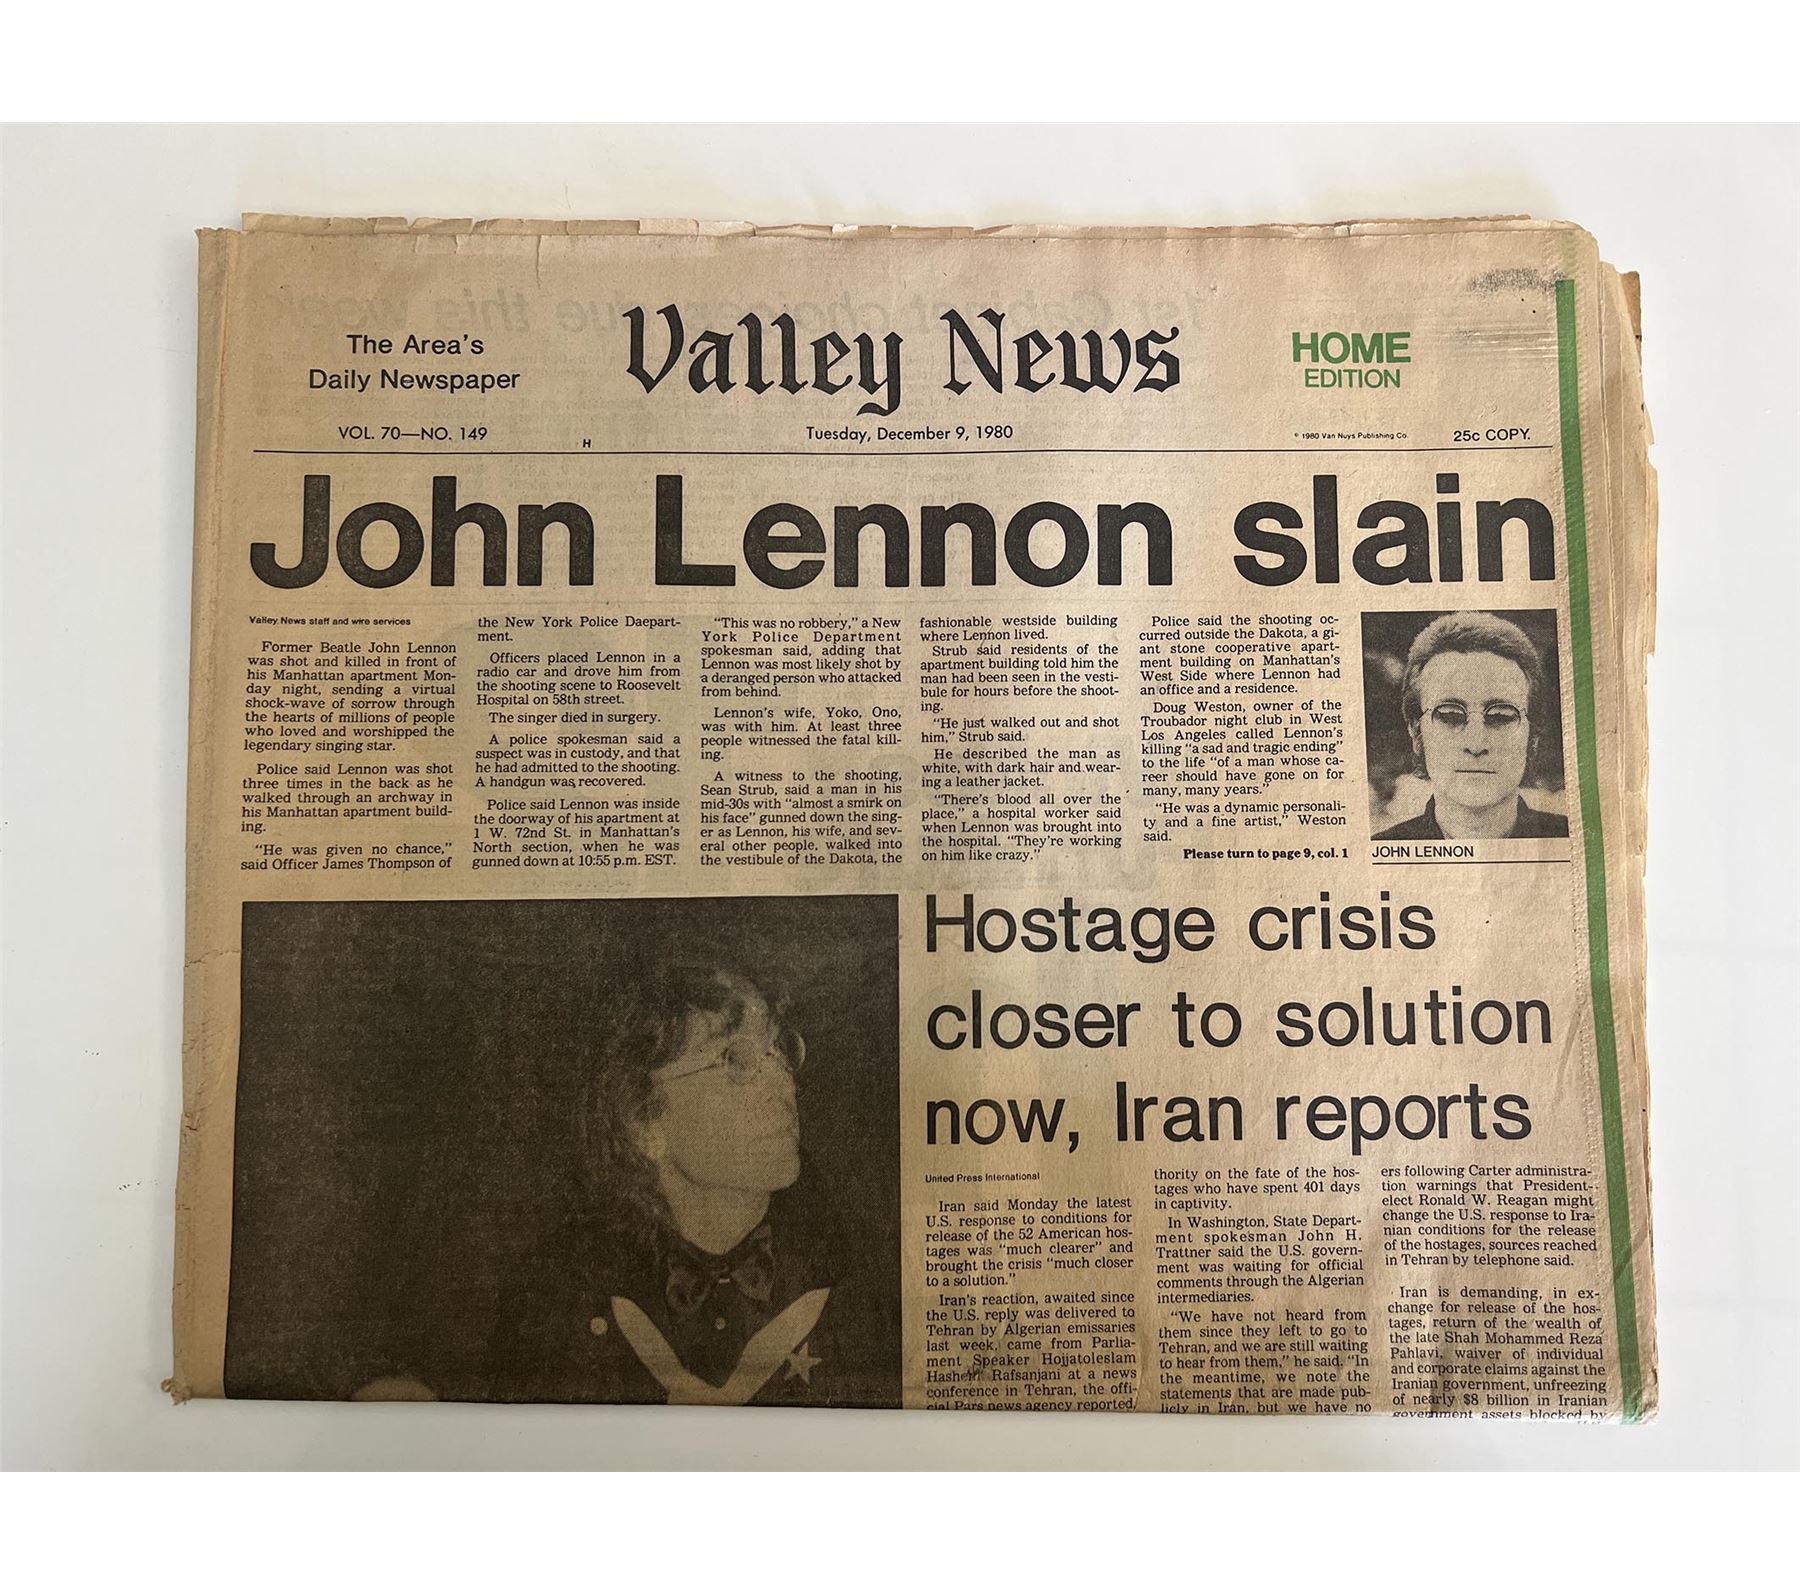 The Area's
Daily Newspaper
Valley News
HOME
EDITION
VOL. 70—NO. 149
H
Tuesday, December 9, 1980
© 1980 Van Nuys Publishing Co.
25c COPY.
John Lennon slain
Valley News staff and wire services
Former Beatle John Lennon
was shot and killed in front of
his Manhattan apartment Mon-
day night, sending a virtual
shock-wave of sorrow through
the hearts of millions of people
who loved and worshipped the
legendary singing star.
Police said Lennon was shot
three times in the back as he
walked through an archway in
his Manhattan apartment build-
ing.
"He was given no chance,"
said Officer James Thompson of
the New York Police Daepart-
ment.
Officers placed Lennon in a
radio car and drove him from
the shooting scene to Roosevelt
Hospital on 58th street.
The singer died in surgery.
A police spokesman said a
suspect was in custody, and that
he had admitted to the shooting.
A handgun was recovered.
Police said Lennon was inside
the doorway of his apartment at
1 W. 72nd St. in Manhattan's
North section, when he was
gunned down at 10:55 p.m. EST.
"This was no robbery," a New
York Police Department
spokesman said, adding that
Lennon was most likely shot by
a deranged person who attacked
from behind.
Lennon's wife, Yoko, Ono,
was with him. At least three
people witnessed the fatal kill-
ing.
A witness to the shooting,
Sean Strub, said a man in his
mid-30s with "almost a smirk on
his face" gunned down the sing-
er as Lennon, his wife, and sev-
eral other people, walked into
the vestibule of the Dakota, the
fashionable westside building
where Lennon lived.
Strub said residents of the
apartment building told him the
man had been seen in the vesti-
bule for hours before the shoot-
ing.
"He just walked out and shot
him," Strub said.
He described the man as
white, with dark hair and wear-
ing a leather jacket.
"There's blood all over the
place," a hospital worker said
when Lennon was brought into
the hospital. "They're working
on him like crazy."
Police said the shooting oc-
curred outside the Dakota, a gi-
ant stone cooperative apart-
ment building on Manhattan's
West Side where Lennon had
an office and a residence.
Doug Weston, owner of the
Troubador night club in West
Los Angeles called Lennon's
killing "a sad and tragic ending"
to the life "of a man whose ca-
reer should have gone on for
many, many years."
"He was a dynamic personali-
ty and a fine artist," Weston
said.
Please turn to page 9, col. 1
JOHN LENNON
Hostage crisis
closer to solution
now, Iran reports
United Press International
Iran said Monday the latest
U.S. response to conditions for
release of the 52 American hos-
tages was "much clearer" and
brought the crisis "much closer
to a solution."
Iran's reaction, awaited since
the U.S. reply was delivered to
Tehran by Algerian emissaries
last week, came from Parlia-
ment Speaker Hojjatoleslam
Hashemi Rafsanjani at a news
conference in Tehran, the offi-
cial Pars news agency reported.
thority on the fate of the hos-
tages who have spent 401 days
in captivity.
In Washington, State Depart-
ment spokesman John H.
Trattner said the U.S. govern-
ment was waiting for official
comments through the Algerian
intermediaries.
"We have not heard from
them since they left to go to
Tehran, and we are still waiting
to hear from them," he said. "In
the meantime, we note the
statements that are made pub-
licly in Iran, but we have no
ers following Carter administra-
tion warnings that President-
elect Ronald W. Reagan might
change the U.S. response to Ira-
nian conditions for the release
of the hostages, sources reached
in Tehran by telephone said.
Iran is demanding, in ex-
change for release of the hos-
tages, return of the wealth of
the late Shah Mohammed Reza
Pahlavi, waiver of individual
and corporate claims against the
Iranian government, unfreezing
of nearly $8 billion in Iranian
government assets blocked by